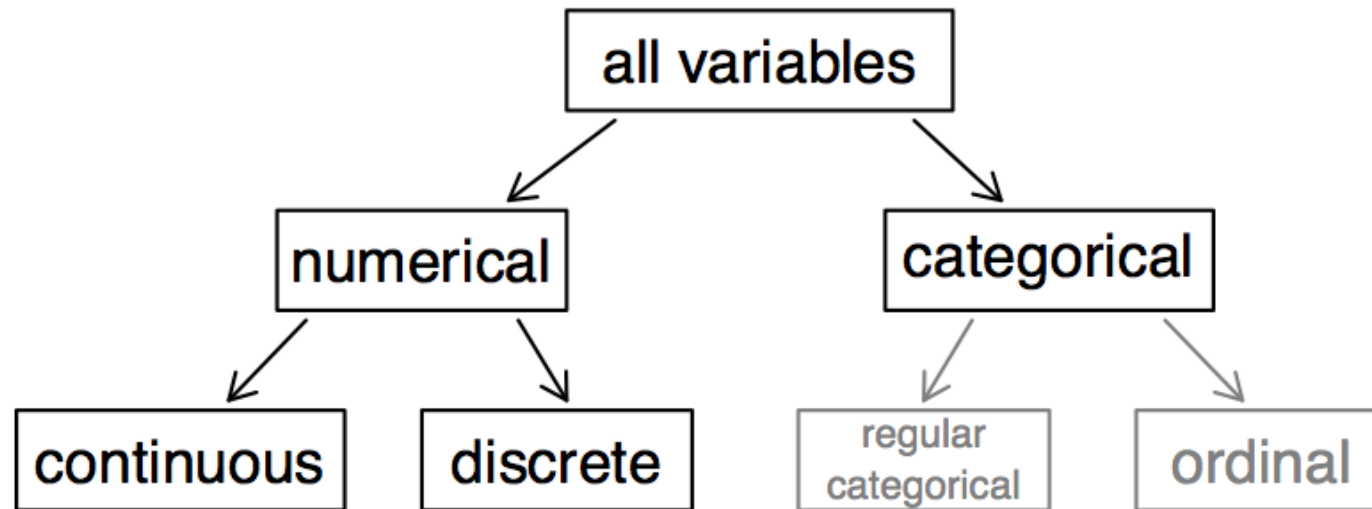 all variables
numerical
categorical
continuous
discrete
regular
categorical
ordinal